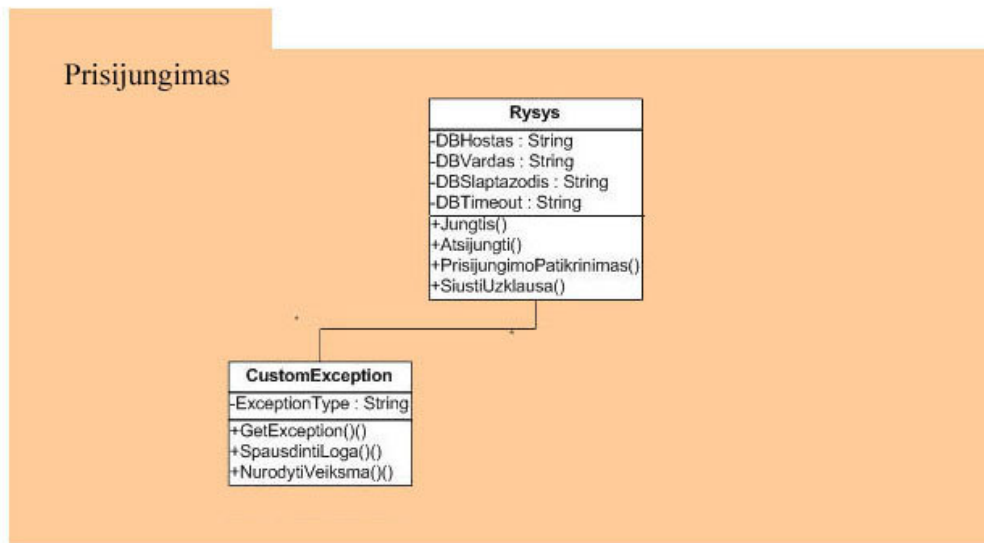 Prisijungimas
Rysys
-DBHostas : String
-DBVardas : String
-DBSlaptazodis : String
-DBTimeout : String
+Jungtis()
+Atsijungti()
+PrisijungimoPatikrinimas()
+SiustiUzklausa()
CustomException
-ExceptionType : String
+GetException()()
+SpausdintiLoga()()
+NurodytiVeiksma()()